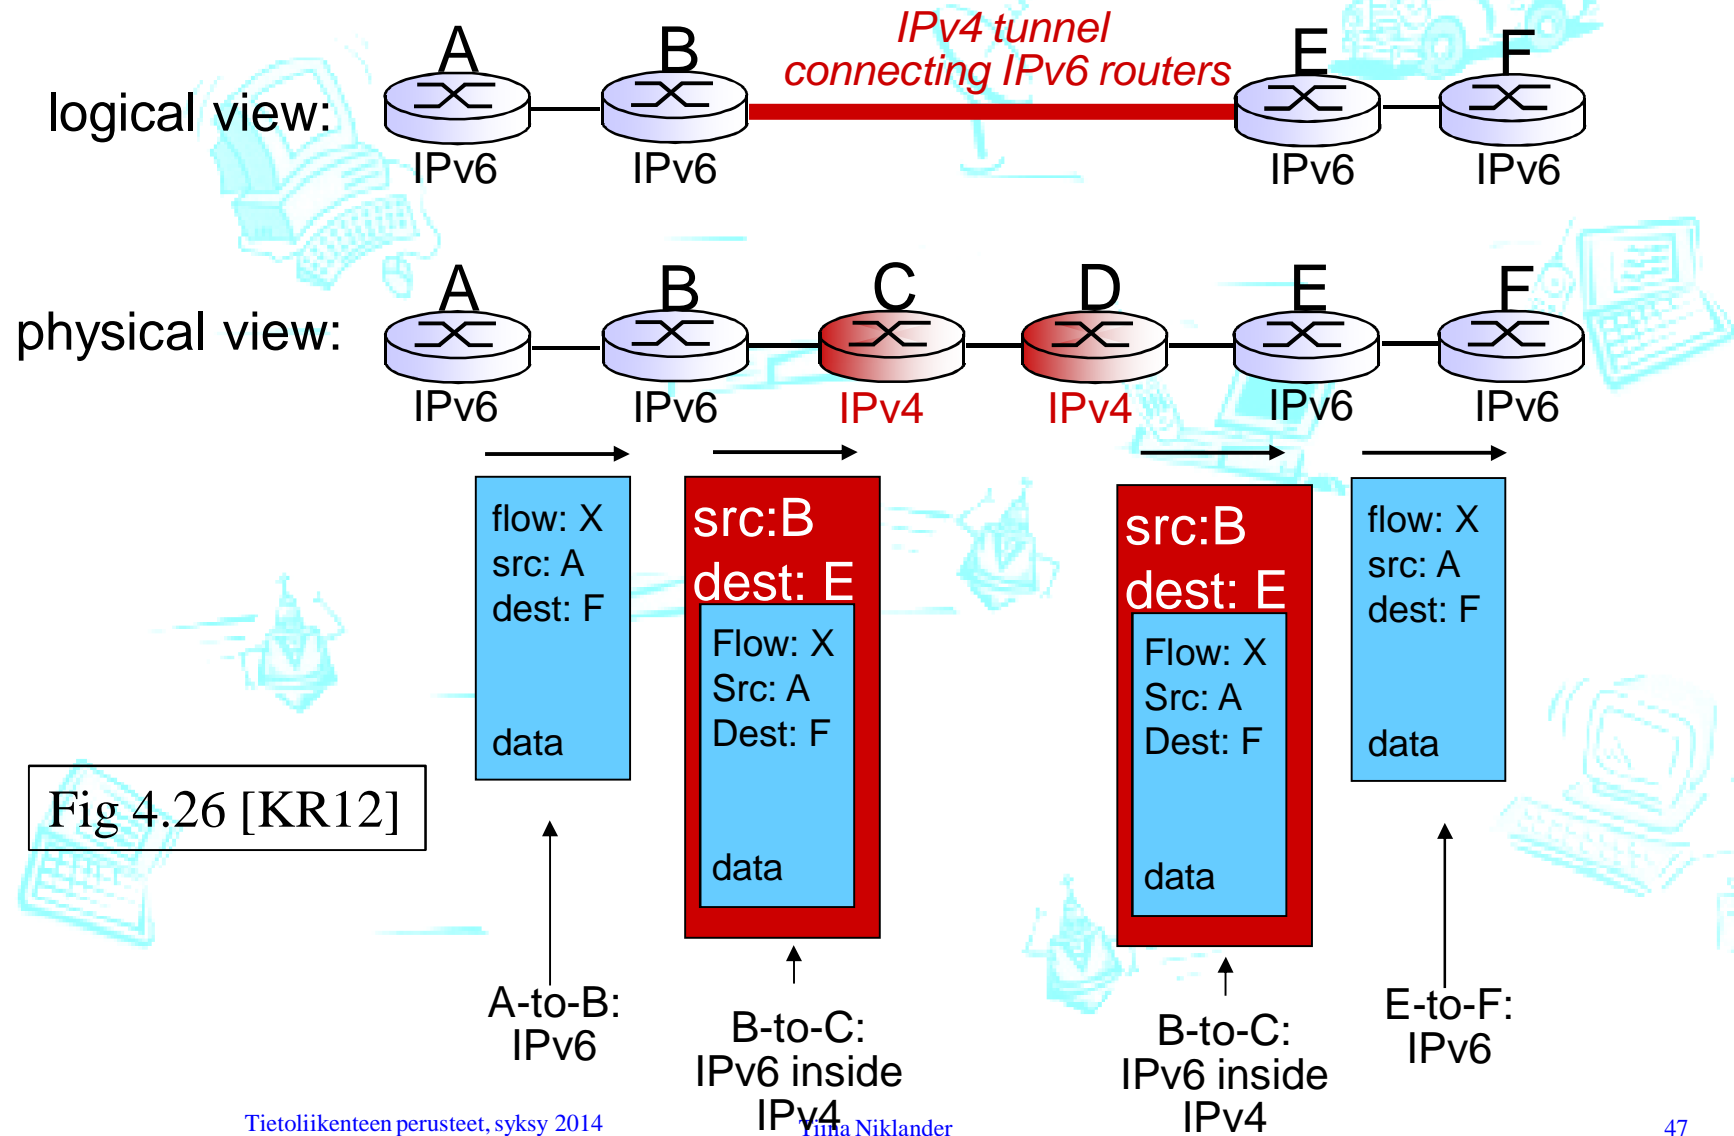 IPv4 tunnel
connecting IPv6 routers
A
B
E
F
logical view:
IPv6
IPv6
IPv6
IPv6
A
B
C
D
E
F
physical view:
IPv6
IPv6
IPv4
IPv4
IPv6
IPv6
flow: X
src: A
dest: F
data
src:B
dest: E
Flow: X
Src: A
Dest: F
data
src:B
dest: E
Flow: X
Src: A
Dest: F
data
flow: X
src: A
dest: F
data
Fig 4.26 [KR12]
A-to-B:
IPv6
B-to-C:
IPv6 inside
IPv4
B-to-C:
IPv6 inside
IPv4
E-to-F:
IPv6
Tietoliikenteen perusteet, syksy 2014
Tiina Niklander
47